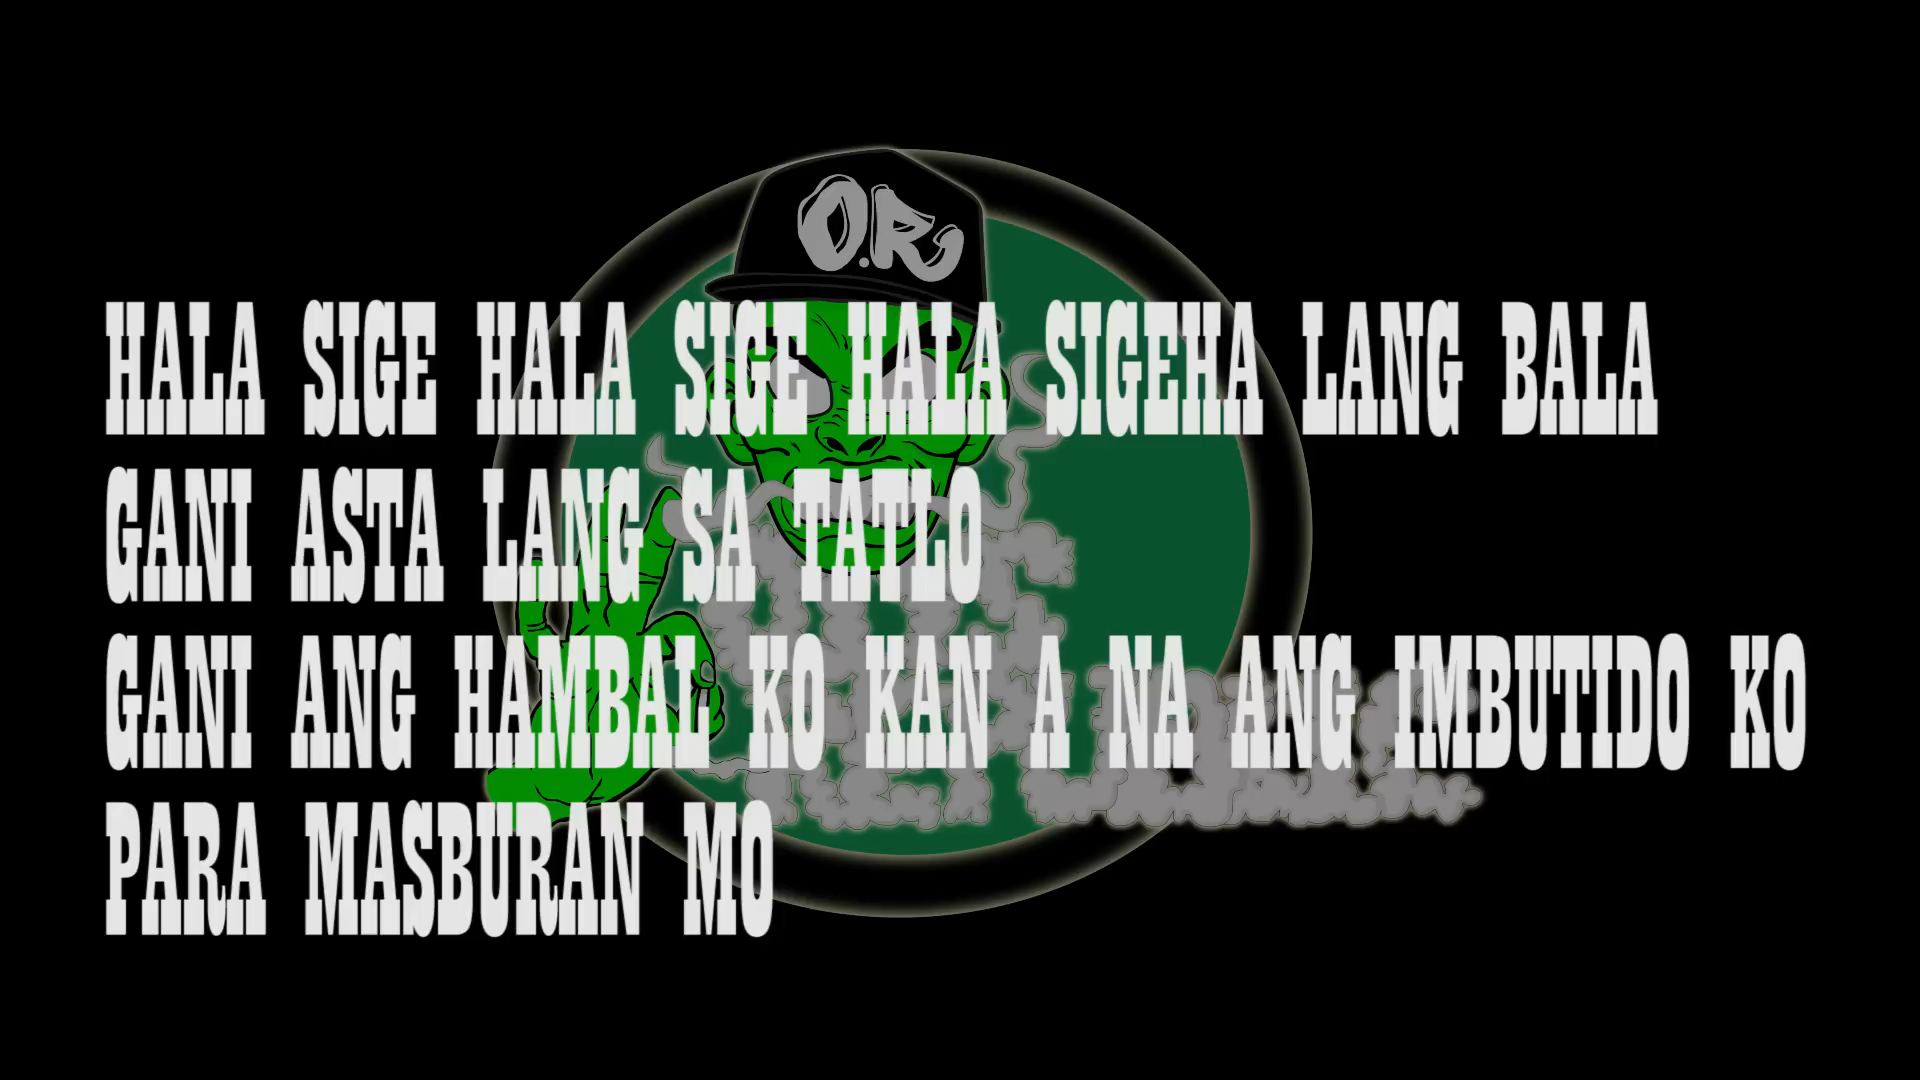 O.R
HALA SIGE HALA SIGE HALA SIGEHA LANG BALA
GANI ASTA LANG SA TATLO
GANI ANG HAMBAL KO KAN A NA ANG IMBUTIDO KO
PARA MASBURAN MO